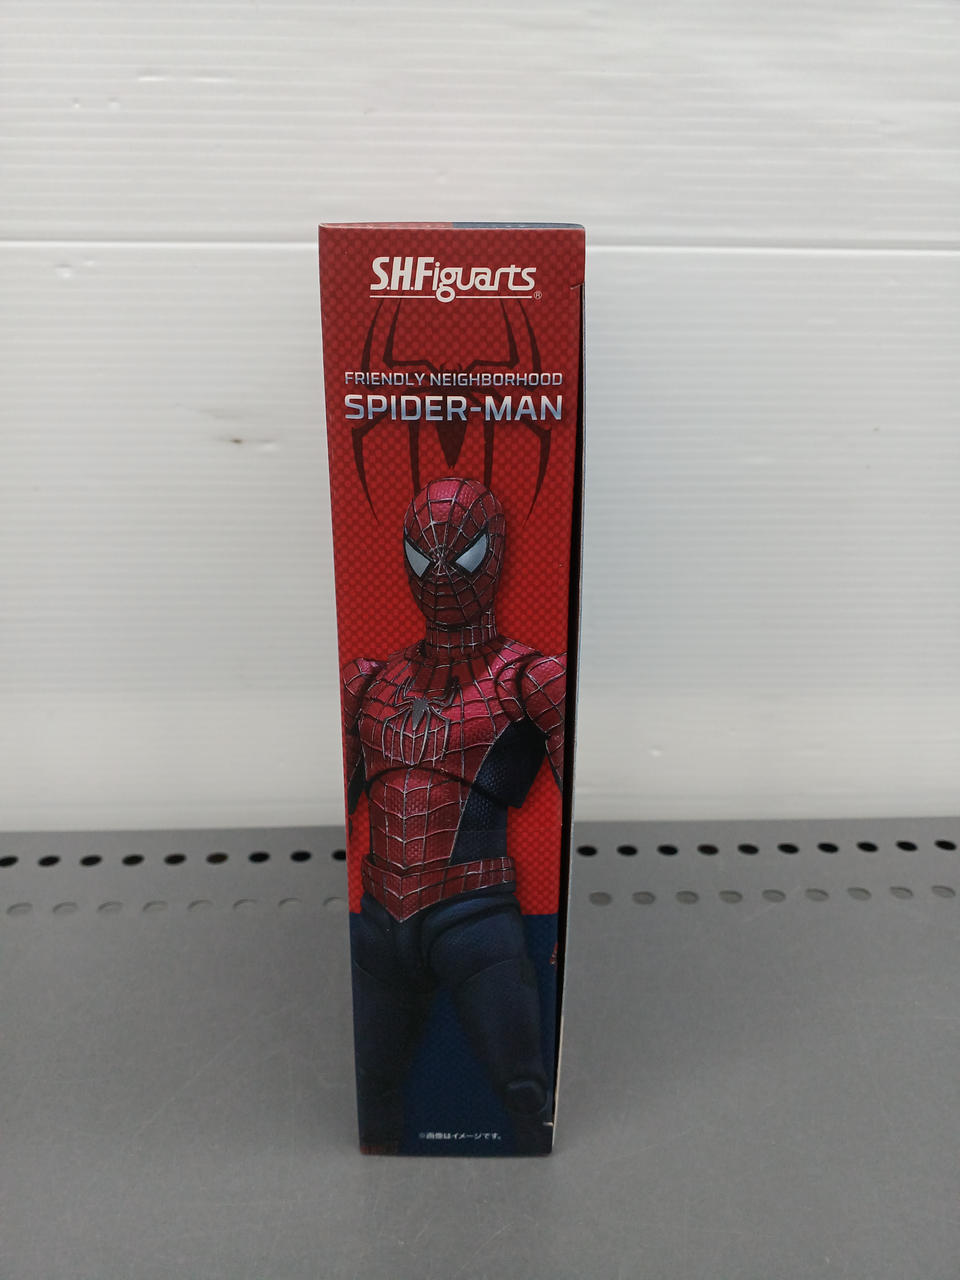 S.H.Figuarts®
FRIENDLY NEIGHBORHOOD
SPIDER-MAN
※画像はイメージです。